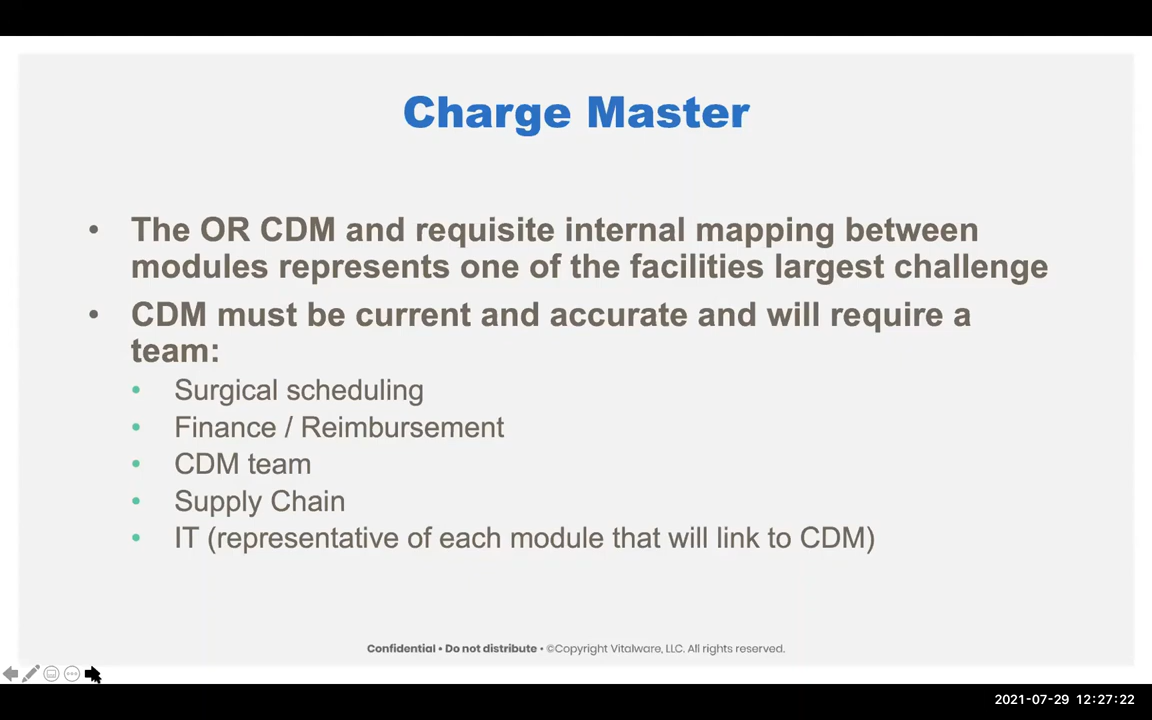 Charge Master
• The OR CDM and requisite internal mapping between
modules represents one of the facilities largest challenge
• CDM must be current and accurate and will require a
team:
• Surgical scheduling
• Finance / Reimbursement
• CDM team
• Supply Chain
• IT (representative of each module that will link to CDM)
Confidential • Do not distribute • ©Copyright Vitalware, LLC. All rights reserved.
2021-07-29 12:27:22